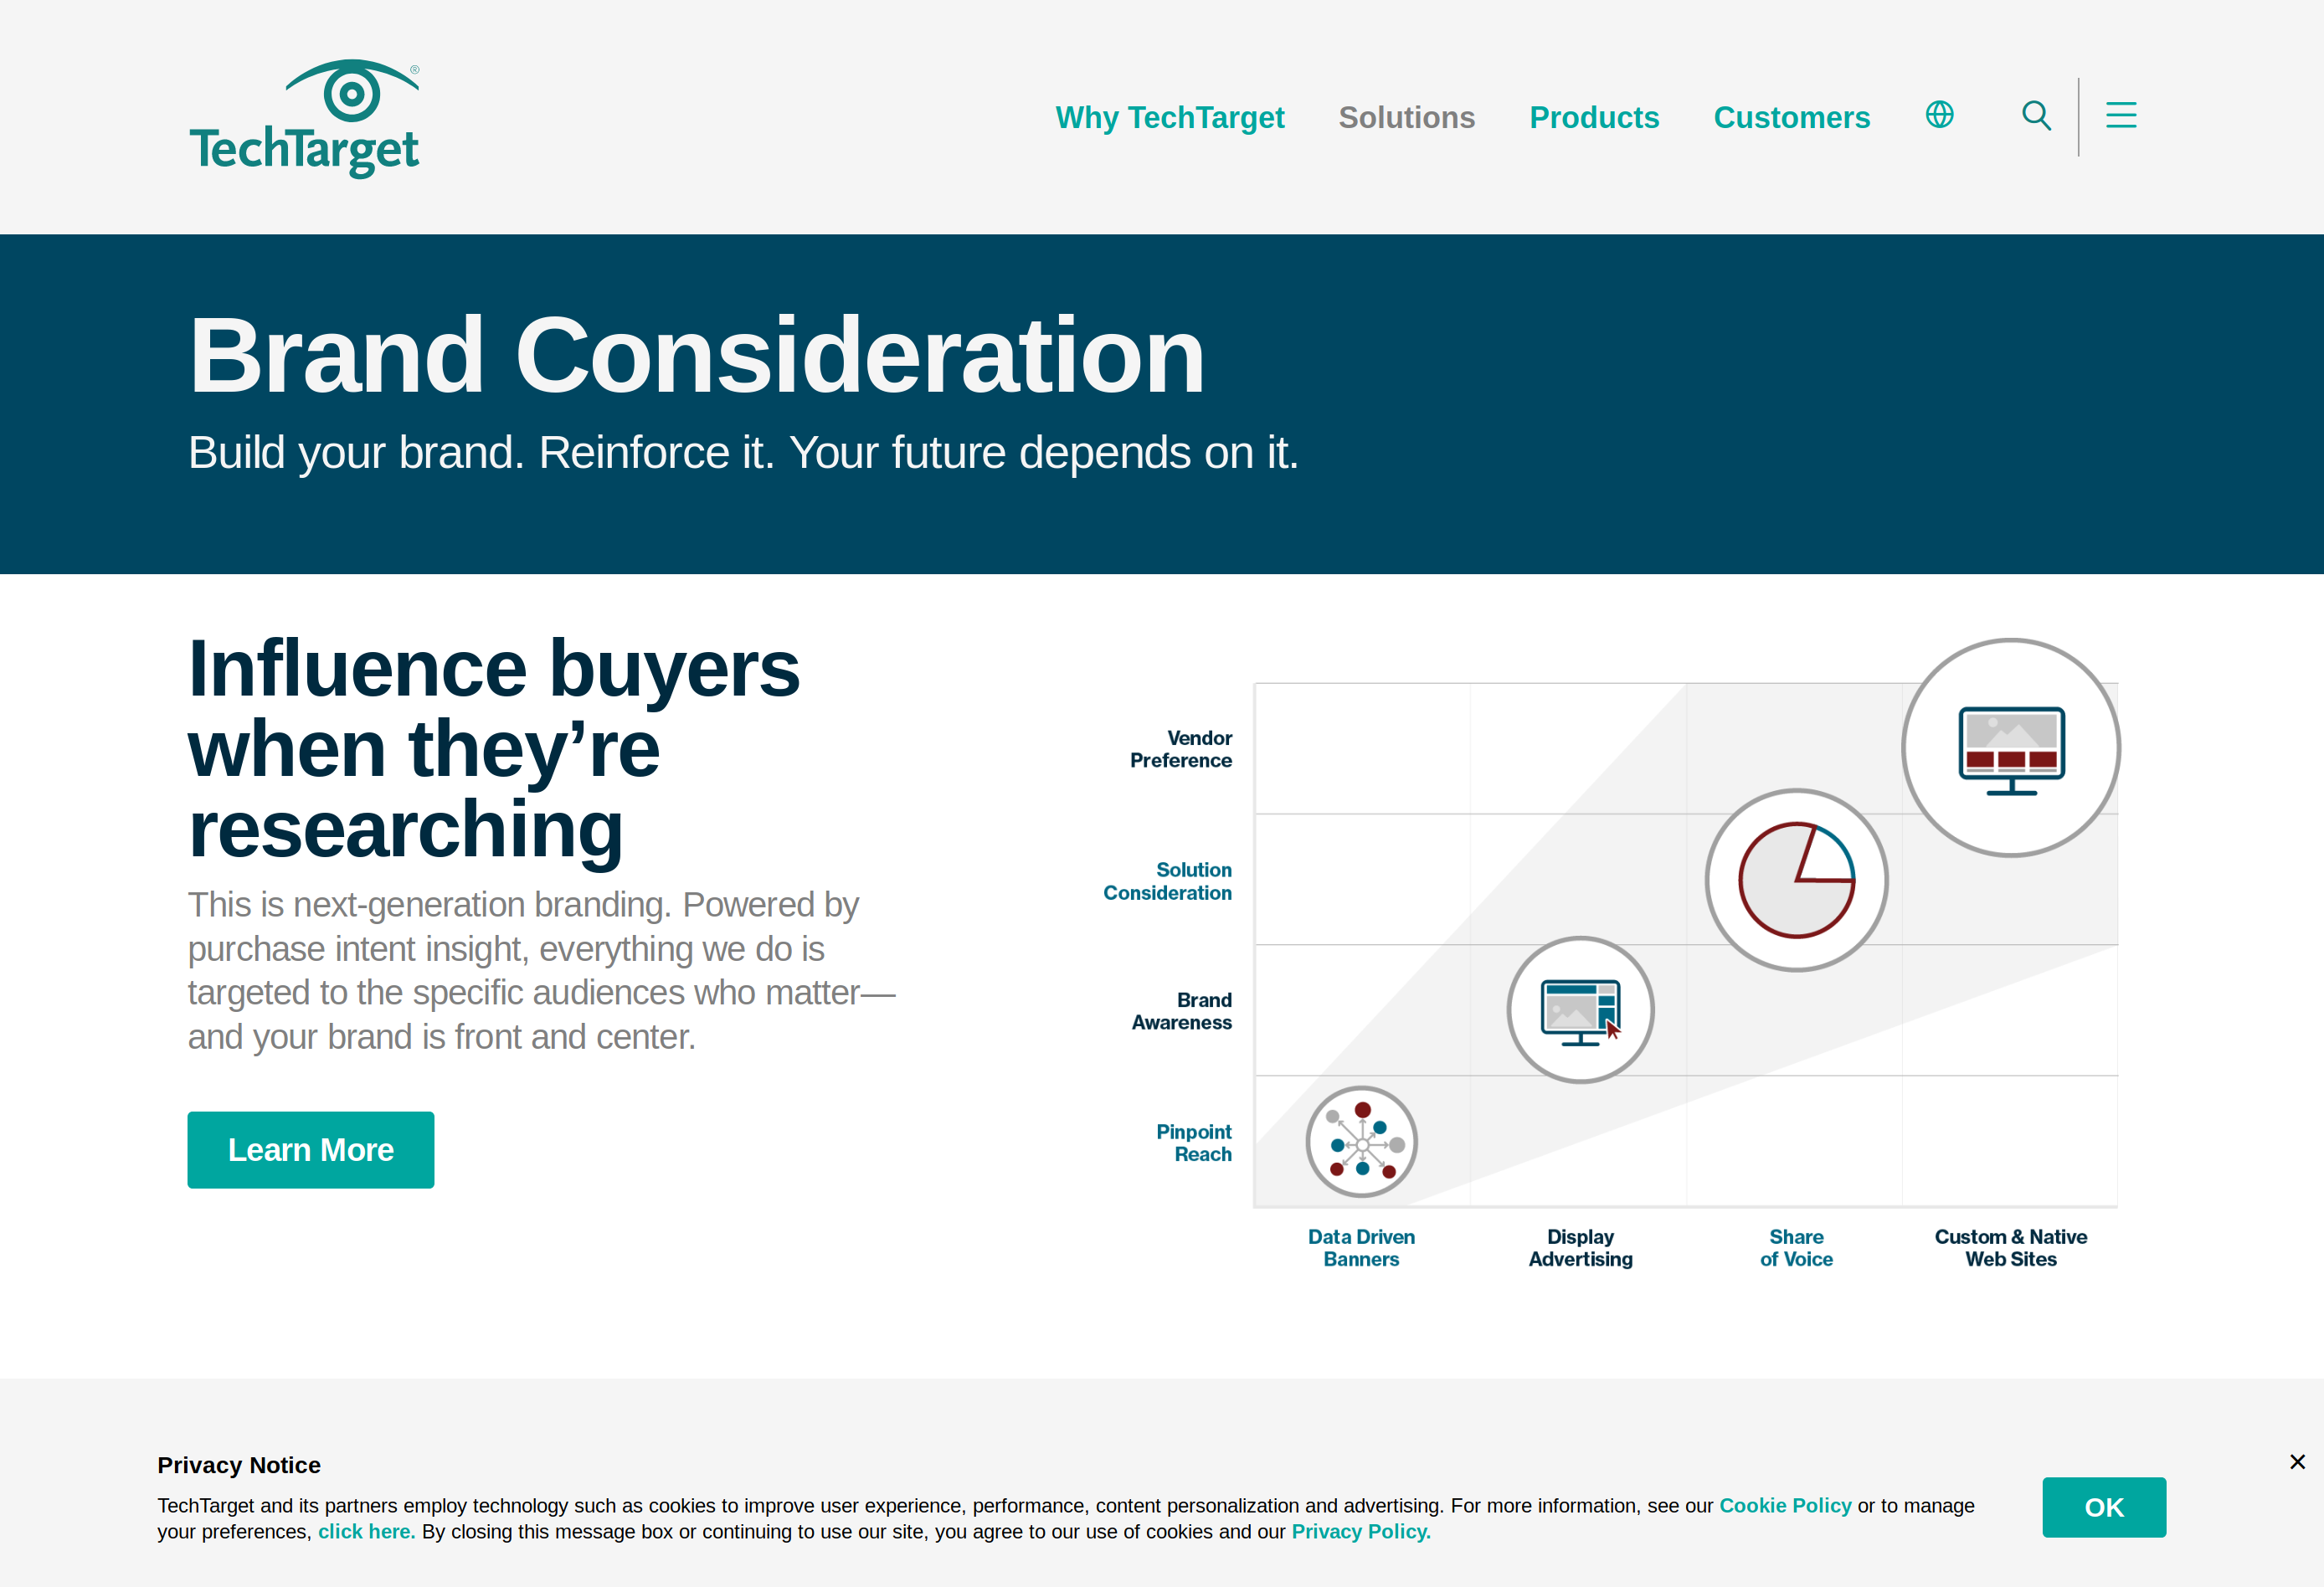 TechTarget®
Why TechTarget
Solutions
Products
Customers
Brand Consideration
Build your brand. Reinforce it. Your future depends on it.
Influence buyers
when they’re
researching
This is next-generation branding. Powered by
purchase intent insight, everything we do is
targeted to the specific audiences who matter—
and your brand is front and center.
Learn More
Vendor
Preference
Solution
Consideration
Brand
Awareness
Pinpoint
Reach
Data Driven
Banners
Display
Advertising
Share
of Voice
Custom & Native
Web Sites
Privacy Notice
TechTarget and its partners employ technology such as cookies to improve user experience, performance, content personalization and advertising. For more information, see our Cookie Policy or to manage
your preferences, click here. By closing this message box or continuing to use our site, you agree to our use of cookies and our Privacy Policy.
OK
×